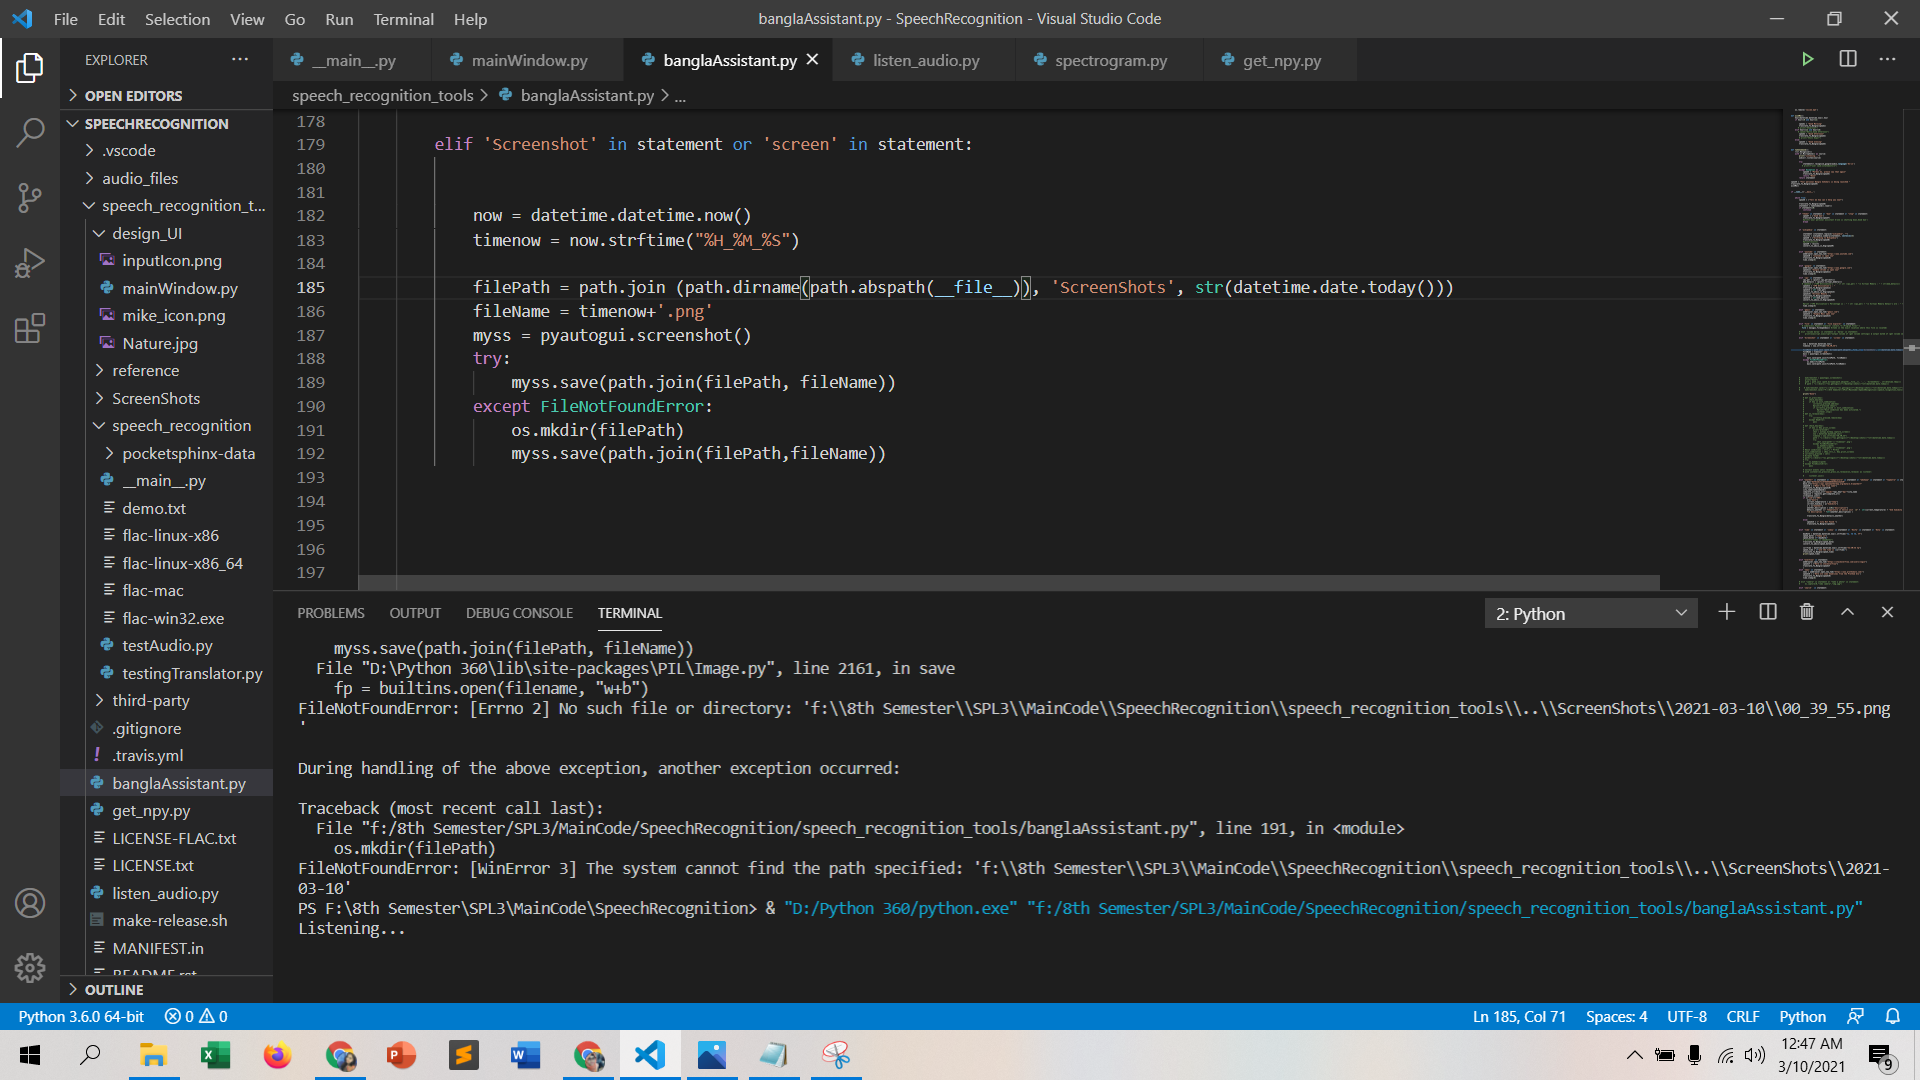 File Edit Selection View Go Run Terminal Help
banglaAssistant.py - SpeechRecognition - Visual Studio Code
EXPLORER
OPEN EDITORS
SPEECHRECOGNITION
.vscode
audio_files
speech_recognition_t...
design_UI
inputIcon.png
mainWindow.py
mike_icon.png
Nature.jpg
reference
ScreenShots
speech_recognition
pocketsphinx-data
__main__.py
demo.txt
flac-linux-x86
flac-linux-x86_64
flac-mac
flac-win32.exe
testAudio.py
testingTranslator.py
third-party
.gitignore
.travis.yml
banglaAssistant.py
get_npy.py
LICENSE-FLAC.txt
LICENSE.txt
listen_audio.py
make-release.sh
MANIFEST.in
README.rst
OUTLINE
__main__.py mainWindow.py banglaAssistant.py listen_audio.py spectrogram.py get_npy.py
speech_recognition_tools > banglaAssistant.py > ...
178
179 elif 'Screenshot' in statement or 'screen' in statement:
180
181
182 now = datetime.datetime.now()
183 timenow = now.strftime("%H_%M_%S")
184
185 filePath = path.join (path.dirname(path.abspath(__file__)), 'ScreenShots', str(datetime.date.today()))
186 fileName = timenow+'.png'
187 myss = pyautogui.screenshot()
188 try:
189 myss.save(path.join(filePath, fileName))
190 except FileNotFoundError:
191 os.mkdir(filePath)
192 myss.save(path.join(filePath,fileName))
193
194
195
196
197
PROBLEMS OUTPUT DEBUG CONSOLE TERMINAL
2: Python
myss.save(path.join(filePath, fileName))
File "D:\Python 360\lib\site-packages\PIL\Image.py", line 2161, in save
fp = builtins.open(filename, "w+b")
FileNotFoundError: [Errno 2] No such file or directory: 'f:\\8th Semester\\SPL3\\MainCode\\SpeechRecognition\\speech_recognition_tools\\..\\ScreenShots\\2021-03-10\\00_39_55.png
'
During handling of the above exception, another exception occurred:
Traceback (most recent call last):
File "f:/8th Semester/SPL3/MainCode/SpeechRecognition/speech_recognition_tools/banglaAssistant.py", line 191, in <module>
os.mkdir(filePath)
FileNotFoundError: [WinError 3] The system cannot find the path specified: 'f:\\8th Semester\\SPL3\\MainCode\\SpeechRecognition\\speech_recognition_tools\\..\\ScreenShots\\2021-
03-10'
PS F:\8th Semester\SPL3\MainCode\SpeechRecognition> & "D:/Python 360/python.exe" "f:/8th Semester/SPL3/MainCode/SpeechRecognition/speech_recognition_tools/banglaAssistant.py"
Listening...
Python 3.6.0 64-bit 0 0
Ln 185, Col 71 Spaces: 4 UTF-8 CRLF Python
12:47 AM
3/10/2021
9